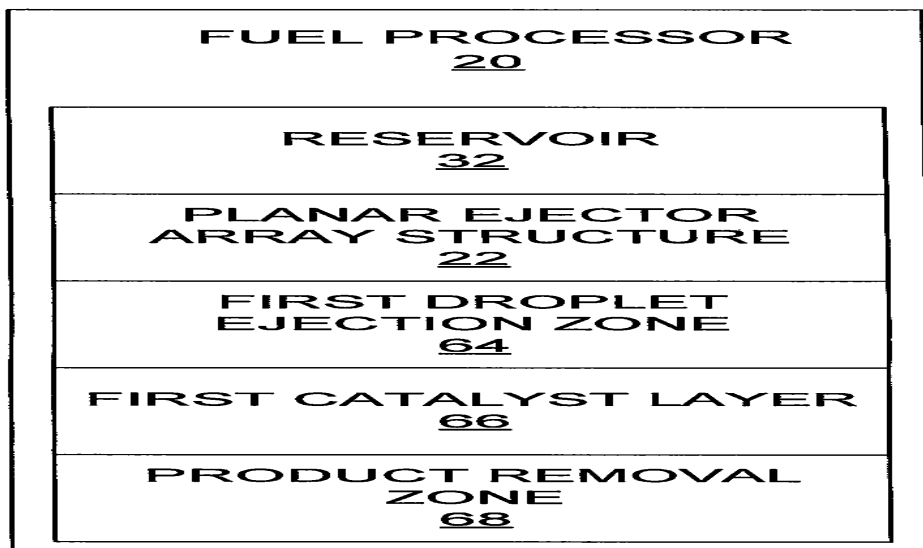 FUEL PROCESSOR
20
RESERVOIR
32
PLANAR EJECTOR
ARRAY STRUCTURE
22
FIRST DROPLET
EJECTION ZONE
64
FIRST CATALYST LAYER
66
PRODUCT REMOVAL
ZONE
68